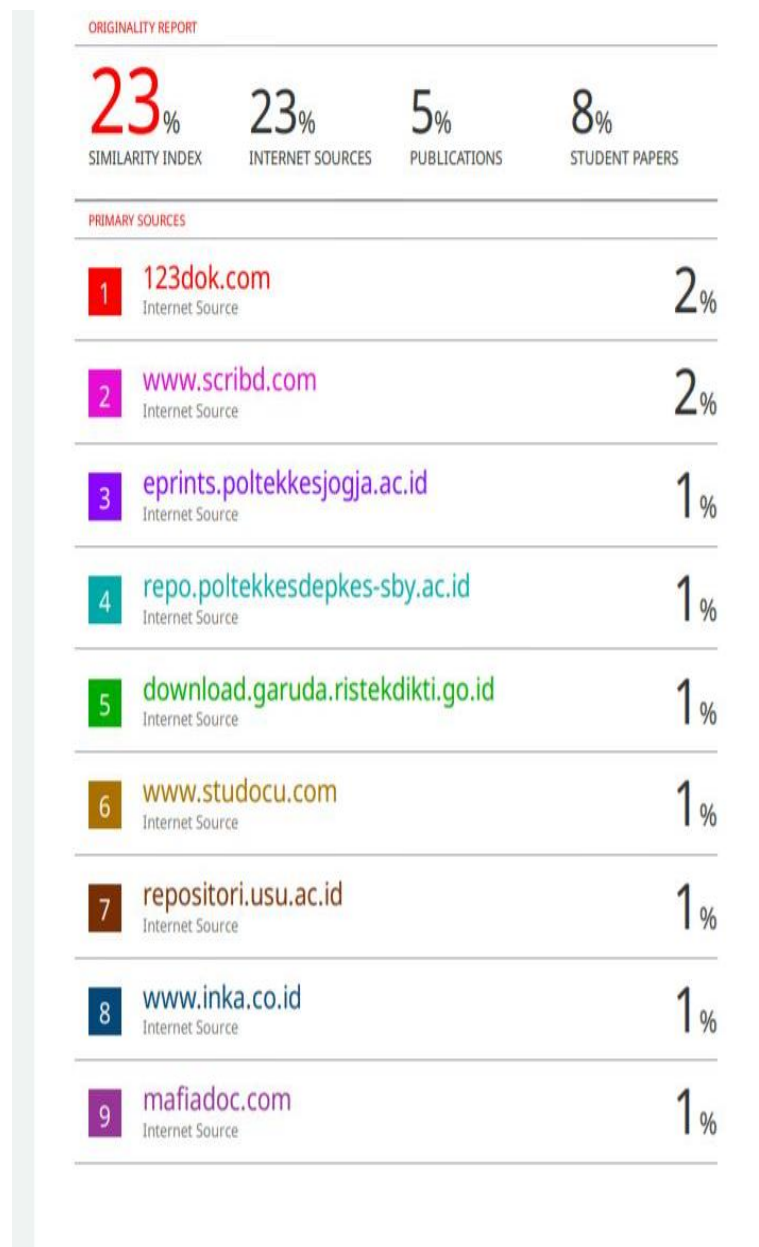 ORIGINALITY REPORT
23% 23% 5% 8%
SIMILARITY INDEX INTERNET SOURCES PUBLICATIONS STUDENT PAPERS
PRIMARY SOURCES
1 123dok.com 2%
Internet Source
2 www.scribd.com 2%
Internet Source
3 eprints.poltekkesjogja.ac.id 1%
Internet Source
4 repo.poltekkesdepkes-sby.ac.id 1%
Internet Source
5 download.garuda.ristekdikti.go.id 1%
Internet Source
6 www.studocu.com 1%
Internet Source
7 repositori.usu.ac.id 1%
Internet Source
8 www.inka.co.id 1%
Internet Source
9 mafiadoc.com 1%
Internet Source